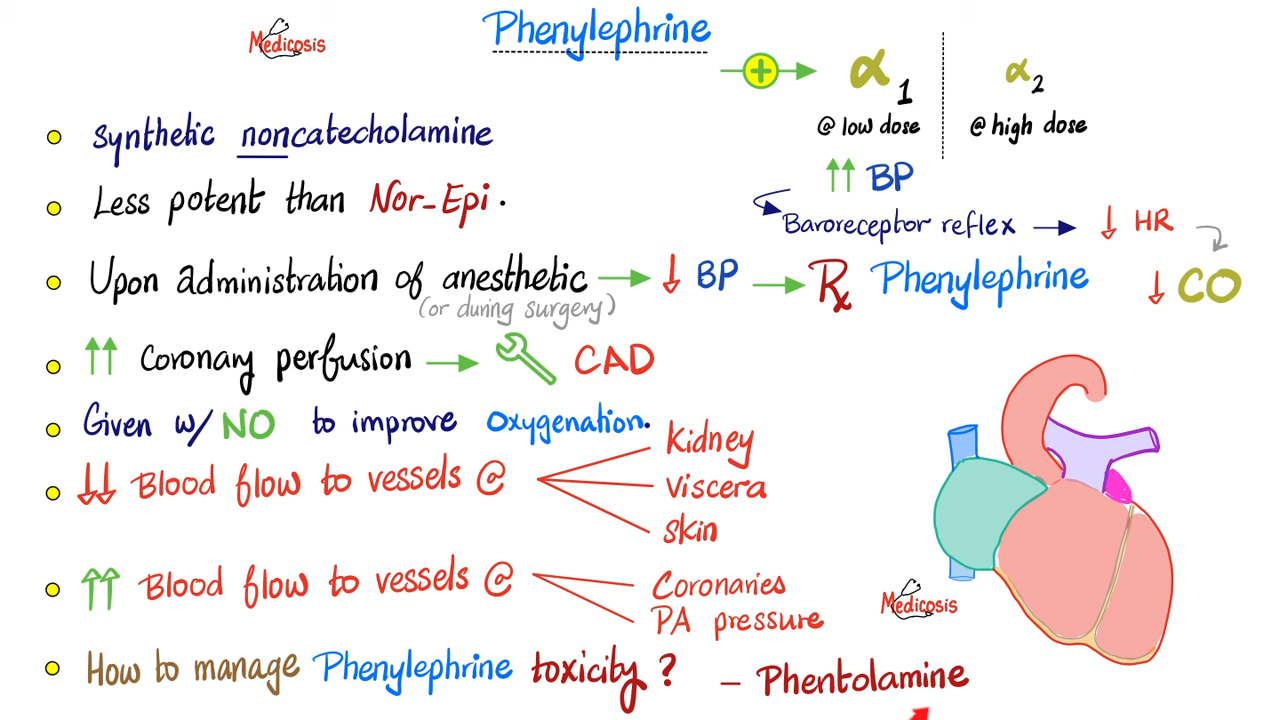 Medicosis
Phenylephrine
+ α1 α2
@ low dose @ high dose
↑↑ BP
Baroreceptor reflex → ↓ HR
↓ CO
• Synthetic noncatecholamine
• Less potent than Nor-Epi.
• Upon administration of anesthetic → ↓ BP → Rx Phenylephrine
(or during surgery)
• ↑↑ Coronary perfusion → CAD
• Given w/ NO to improve Oxygenation.
• ↓↓ Blood flow to vessels @
Kidney
Viscera
Skin
• ↑↑ Blood flow to vessels @
Coronaries
PA pressure
Medicosis
• How to manage Phenylephrine toxicity? – Phentolamine